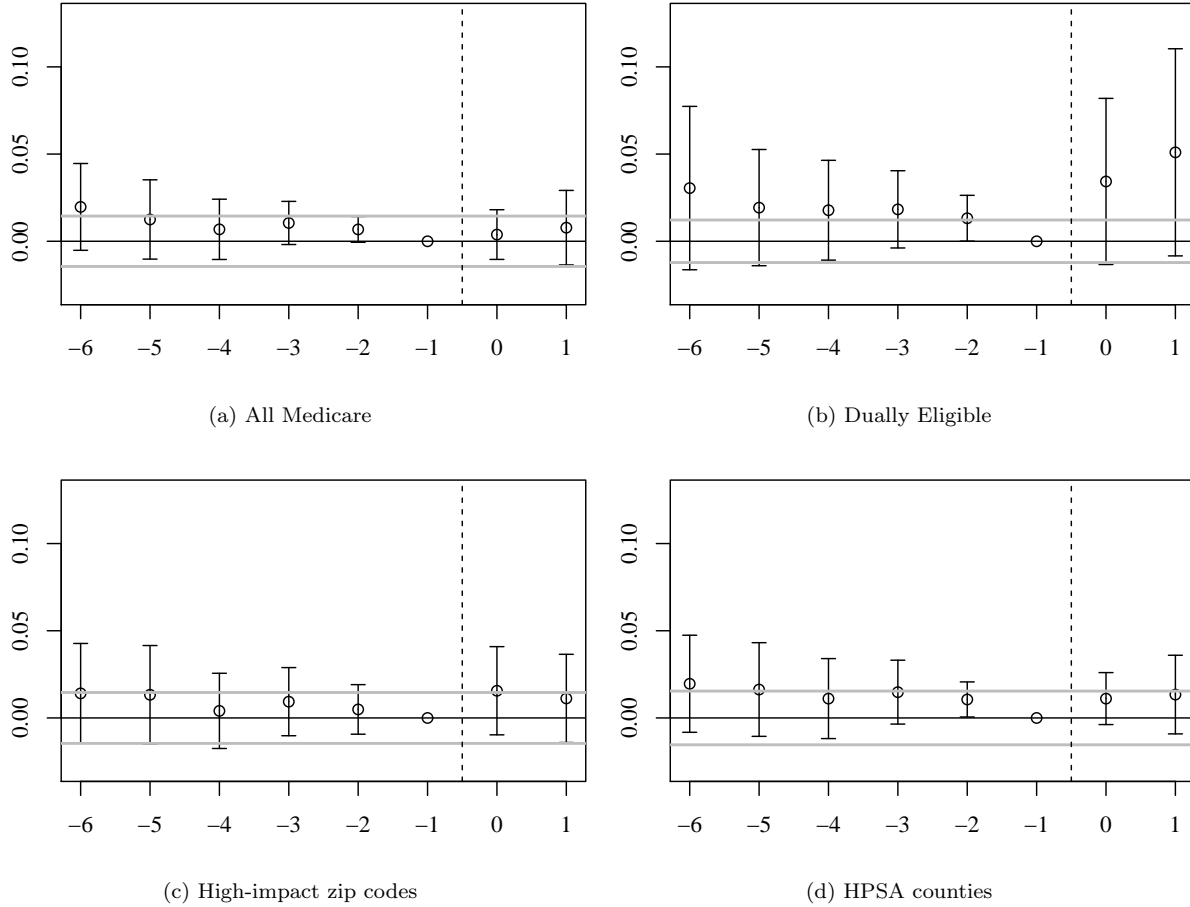 0.10
0.05
0.00
−6 −5 −4 −3 −2 −1 0 1
(a) All Medicare
0.10
0.05
0.00
−6 −5 −4 −3 −2 −1 0 1
(b) Dually Eligible
0.10
0.05
0.00
−6 −5 −4 −3 −2 −1 0 1
(c) High-impact zip codes
0.10
0.05
0.00
−6 −5 −4 −3 −2 −1 0 1
(d) HPSA counties